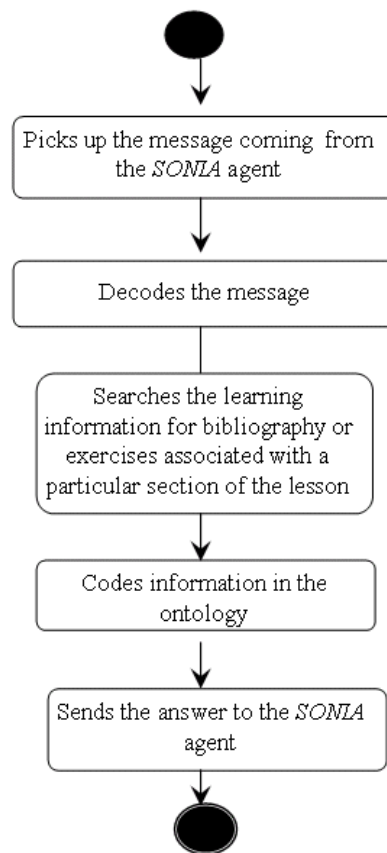 Picks up the message coming from
the SONIA agent
Decodes the message
Searches the learning
information for bibliography or
exercises associated with a
particular section of the lesson
Codes information in the
ontology
Sends the answer to the SONIA
agent